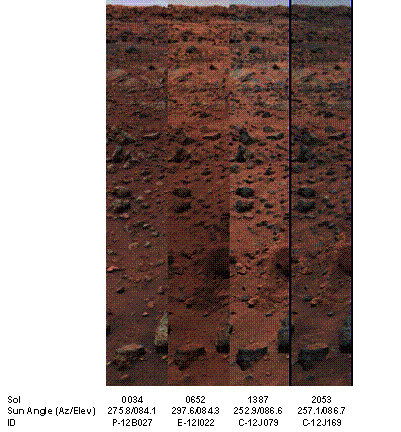 Sol 0034 0652 1387 2053
Sun Angle (Az/Elev) 275.8/084.1 297.6/084.3 252.9/086.6 257.1/086.7
ID P-12B027 E-12I022 C-12J079 C-12J169